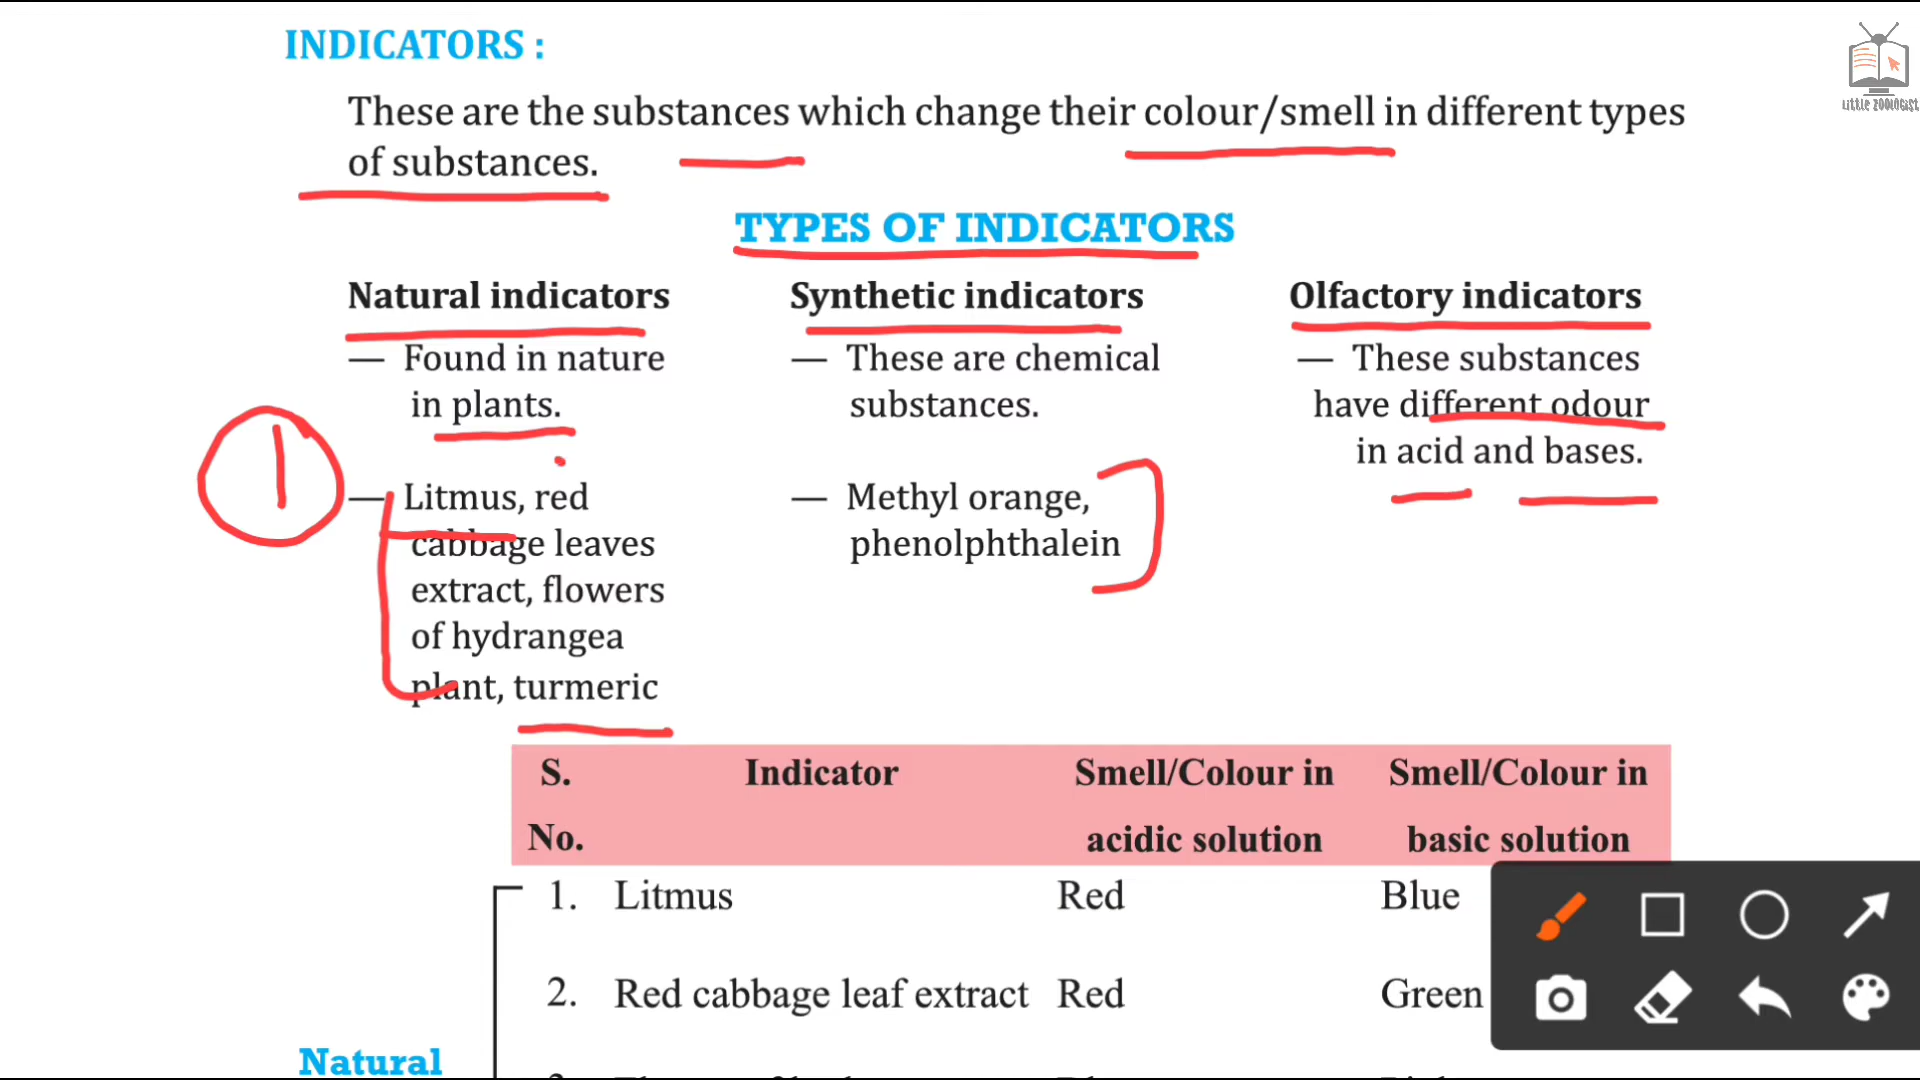 INDICATORS :
These are the substances which change their colour/smell in different types
of substances.
TYPES OF INDICATORS
Natural indicators
— Found in nature
in plants.
— Litmus, red
cabbage leaves
extract, flowers
of hydrangea
plant, turmeric
Synthetic indicators
— These are chemical
substances.
— Methyl orange,
phenolphthalein
Olfactory indicators
— These substances
have different odour
in acid and bases.
1
S. No. Indicator Smell/Colour in acidic solution Smell/Colour in basic solution
1. Litmus Red Blue
2. Red cabbage leaf extract Red Green
Natural
LITTLE ZOOLOGIST